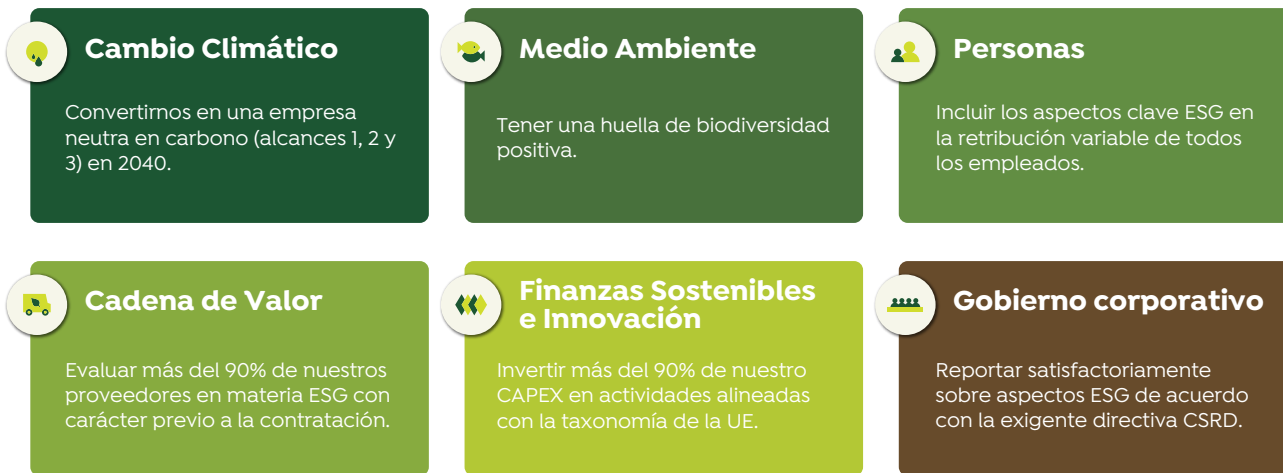 Cambio Climático
Convertirnos en una empresa
neutra en carbono (alcances 1, 2 y
3) en 2040.
Medio Ambiente
Tener una huella de biodiversidad
positiva.
Personas
Incluir los aspectos clave ESG en
la retribución variable de todos
los empleados.
Cadena de Valor
Evaluar más del 90% de nuestros
proveedores en materia ESG con
carácter previo a la contratación.
Finanzas Sostenibles
e Innovación
Invertir más del 90% de nuestro
CAPEX en actividades alineadas
con la taxonomía de la UE.
Gobierno corporativo
Reportar satisfactoriamente
sobre aspectos ESG de acuerdo
con la exigente directiva CSRD.